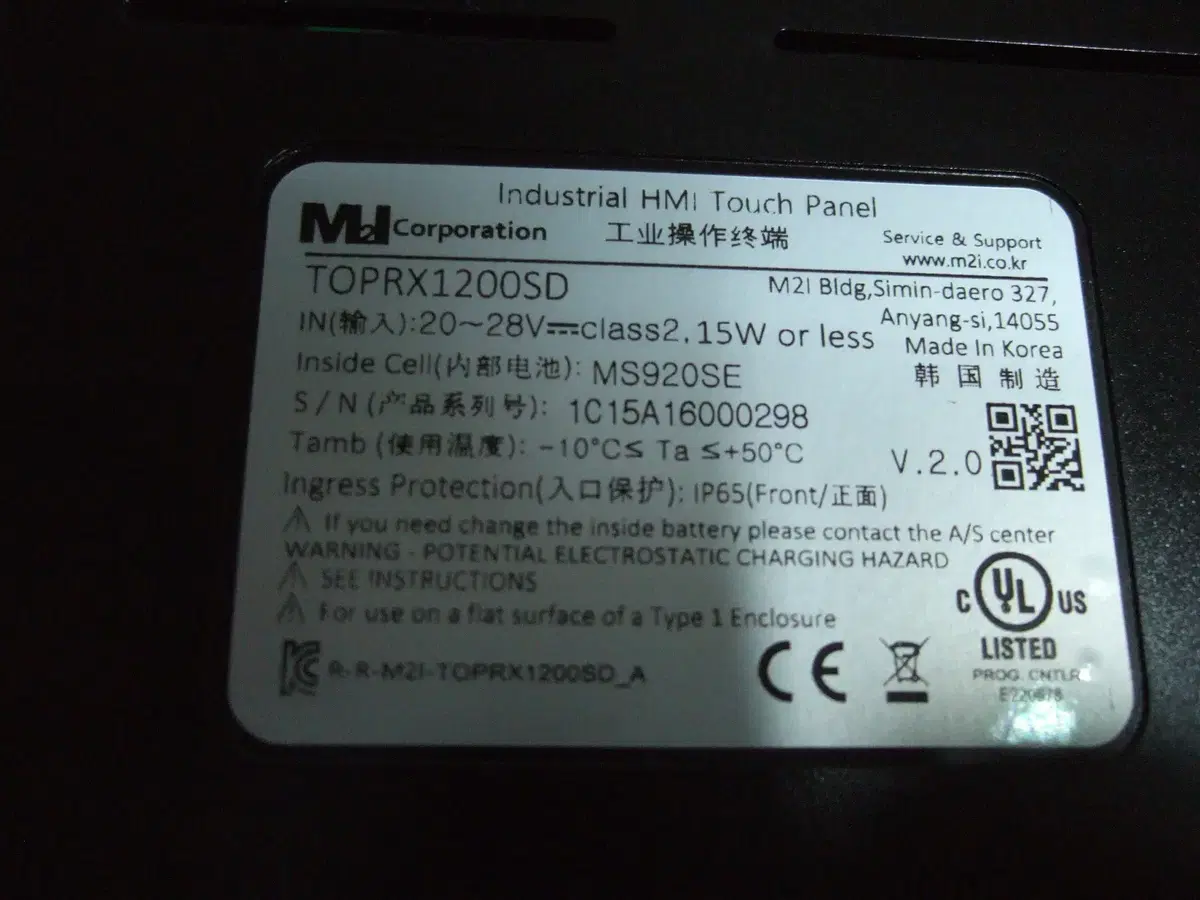 Industrial HMI Touch Panel
M2I Corporation 工业操作终端
Service & Support
www.m2i.co.kr
TOPRX1200SD
M2I Bldg,Simin-daero 327,
Anyang-si,14055
Made In Korea
韩国制造
IN(输入):20~28V⎓class2, 15W or less
Inside Cell(内部电池): MS920SE
S/N (产品系列号): 1C15A16000298
Tamb (使用温度): -10°C≤ Ta ≤+50°C
V.2.0
Ingress Protection(入口保护): IP65(Front/正面)
⚠ If you need change the inside battery please contact the A/S center
WARNING - POTENTIAL ELECTROSTATIC CHARGING HAZARD
⚠ SEE INSTRUCTIONS
⚠ For use on a flat surface of a Type 1 Enclosure
R-R-M2I-TOPRX1200SD_A
CE
C UL US
LISTED
PROG. CNTLR